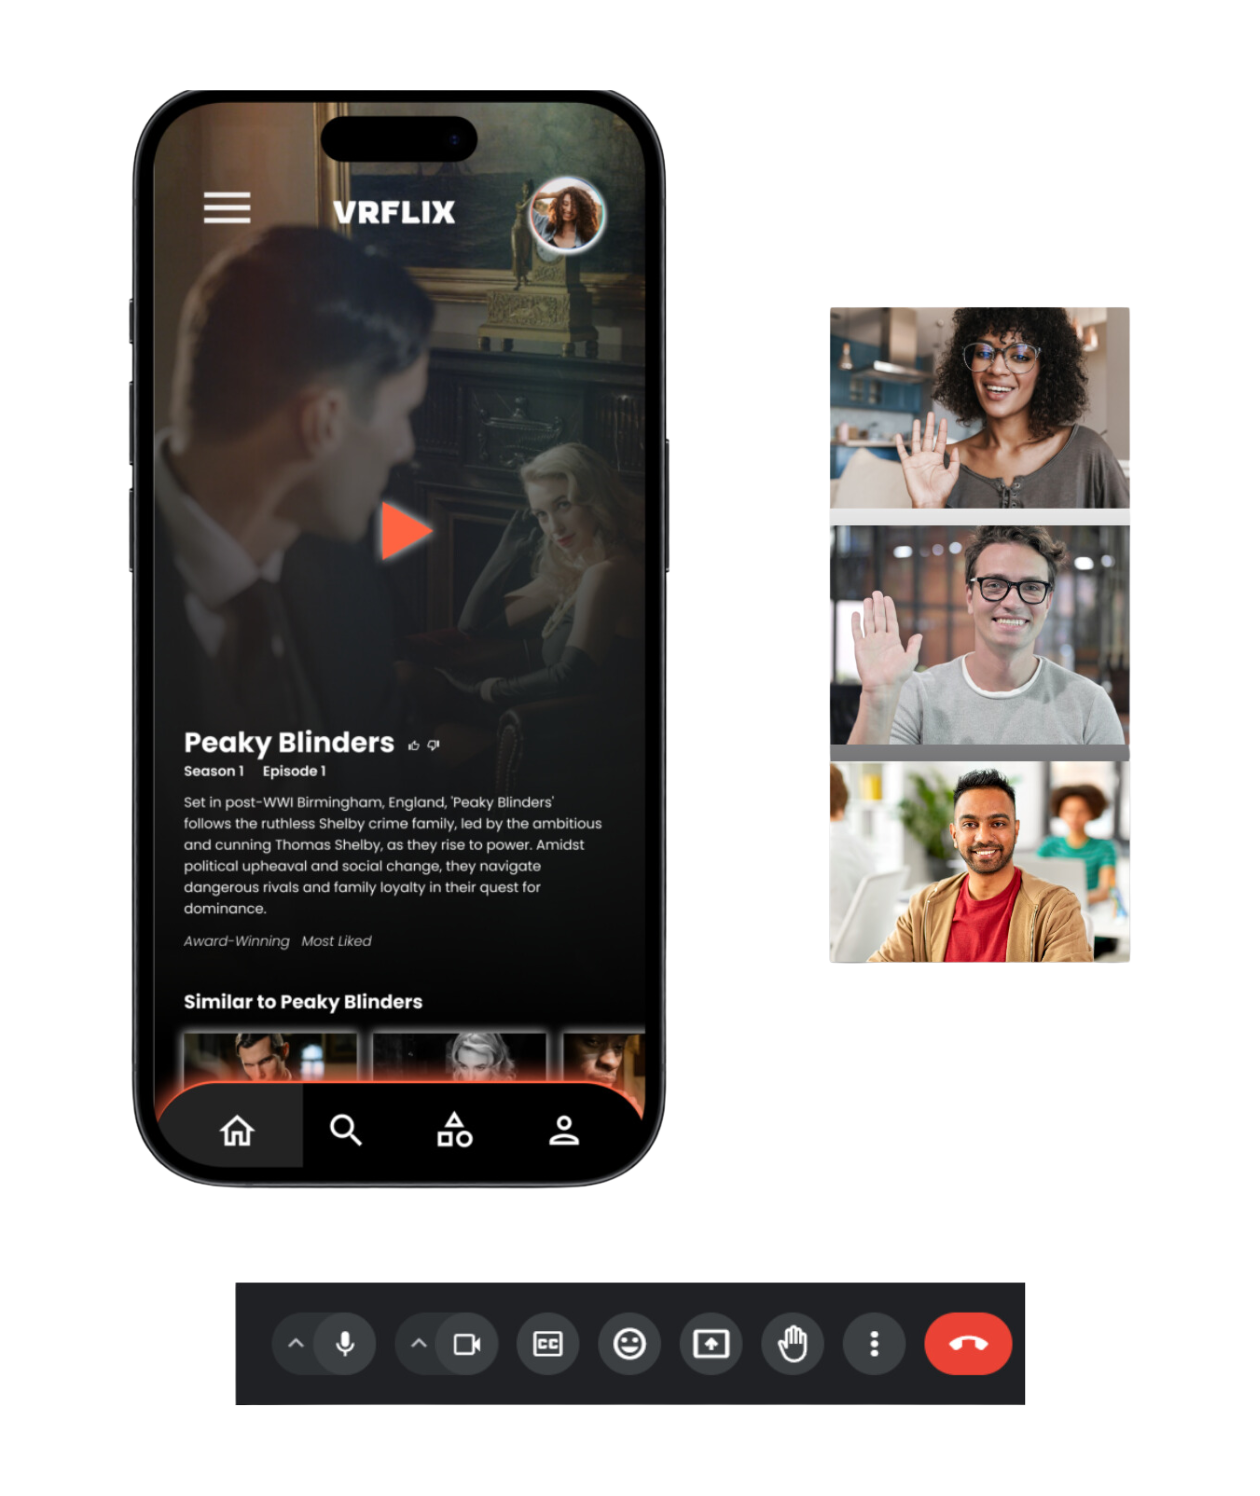 VRFLIX
Peaky Blinders
Season 1 Episode 1
Set in post-WWI Birmingham, England, 'Peaky Blinders'
follows the ruthless Shelby crime family, led by the ambitious
and cunning Thomas Shelby, as they rise to power. Amidst
political upheaval and social change, they navigate
dangerous rivals and family loyalty in their quest for
dominance.
Award-Winning Most Liked
Similar to Peaky Blinders
CC